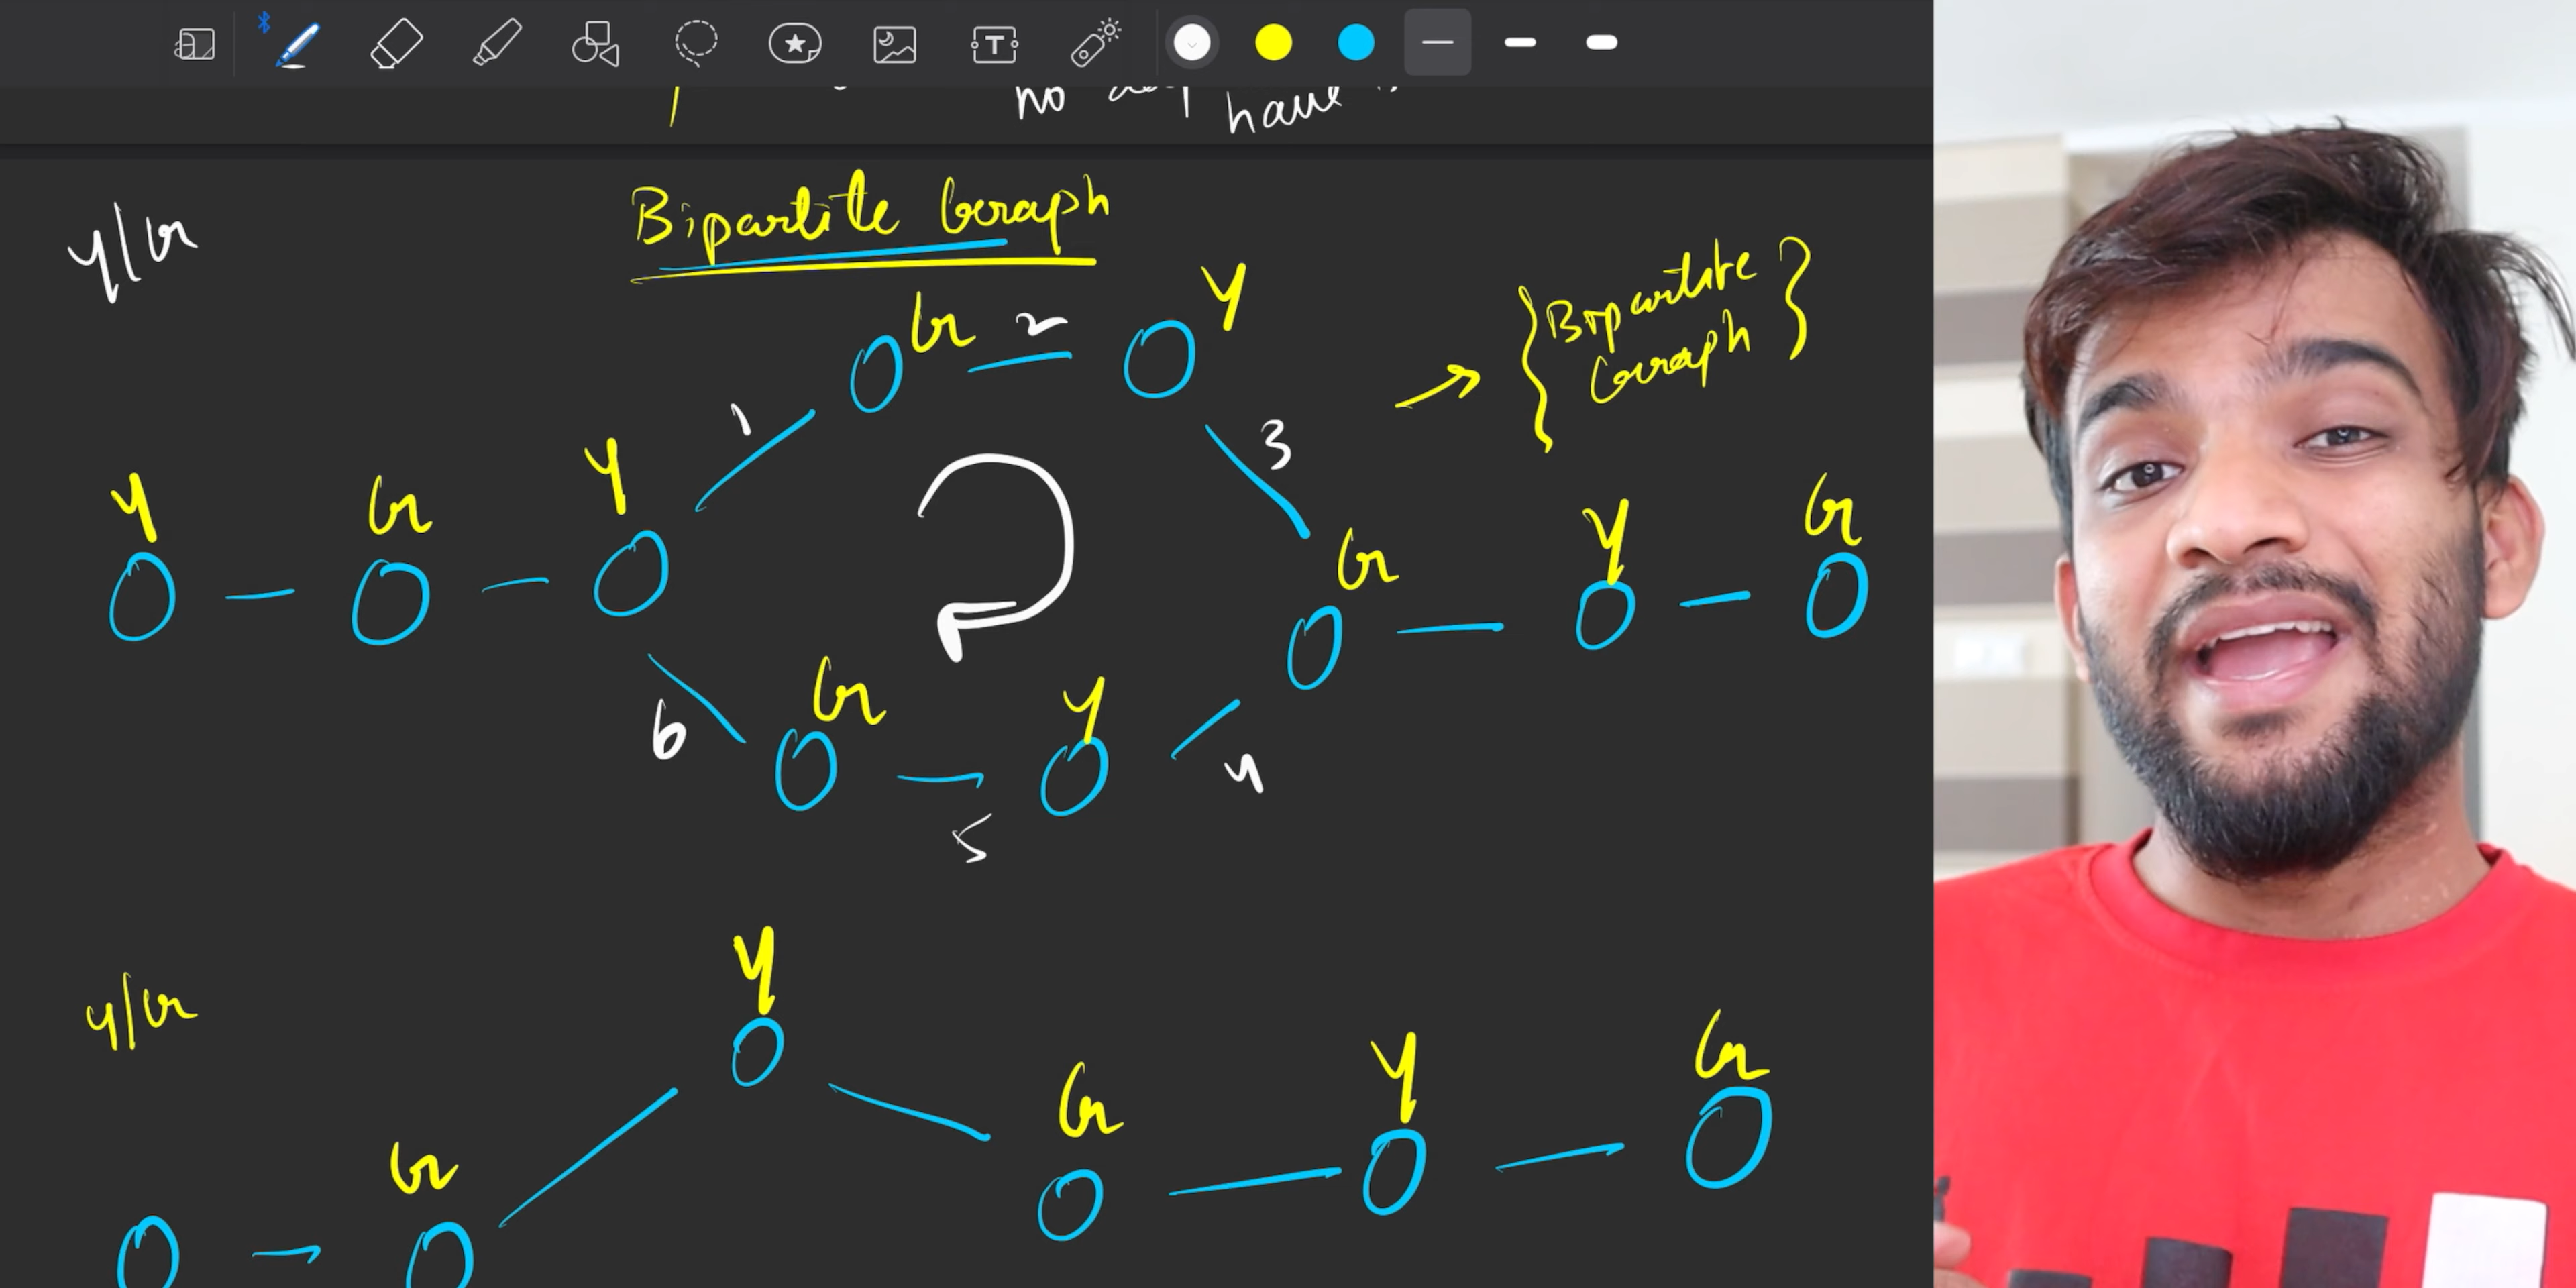 no
have
Bipartite Graph
Y/G
G 2 Y
Bipartite
Graph
1
3
Y G Y
G Y G
G Y
6
4
5
Y
Y/G
G Y G
G